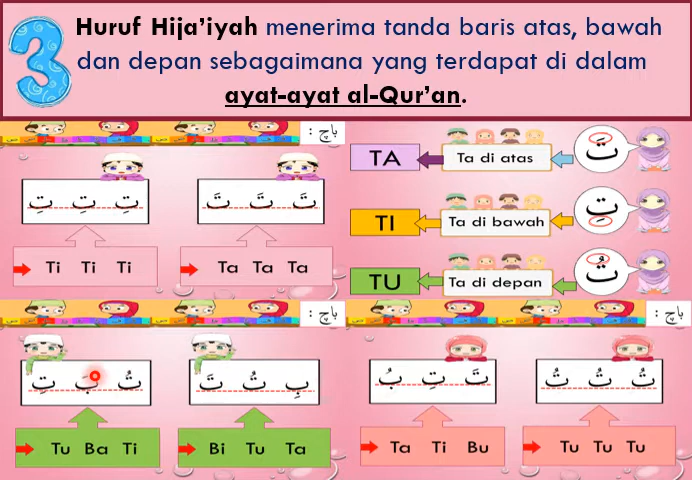 3 Huruf Hija’iyah menerima tanda baris atas, bawah
dan depan sebagaimana yang terdapat di dalam
ayat-ayat al-Qur’an.
باچ :
تِ تِ تِ
تَ تَ تَ
Ti Ti Ti
Ta Ta Ta
TA Ta di atas تَ
TI Ta di bawah تِ
TU Ta di depan تُ
باچ :
تُ بَ تِ
بِ تُ تَ
Tu Ba Ti
Bi Tu Ta
باچ :
تَ تِ بُ
تُ تُ تُ
Ta Ti Bu
Tu Tu Tu